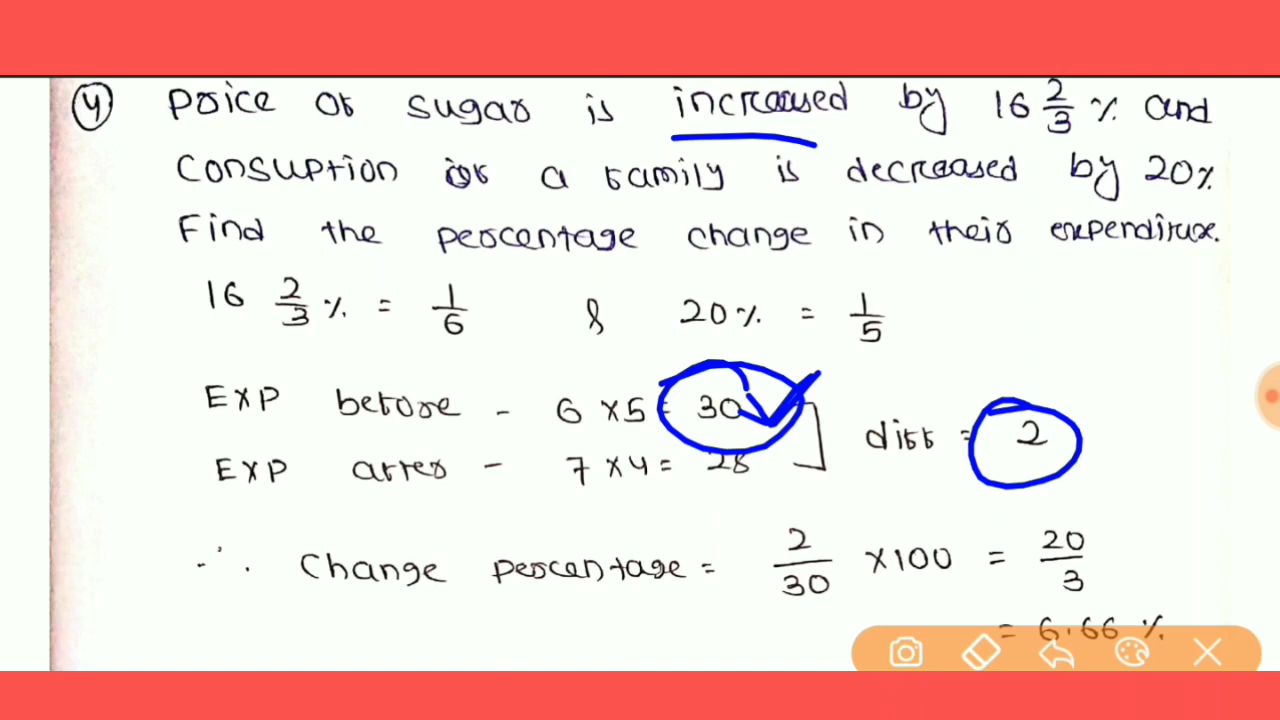 4 Price of sugar is increased by 16 2/3 % and
Consuption of a family is decreased by 20%
Find the percentage change in their expenditure.
16 2/3 % = 1/6 & 20% = 1/5
EXP before - 6 x 5 = 30
diff = 2
EXP after - 7 x 4 = 28
∴ Change percentage = 2/30 x 100 = 20/3
= 6.66 %